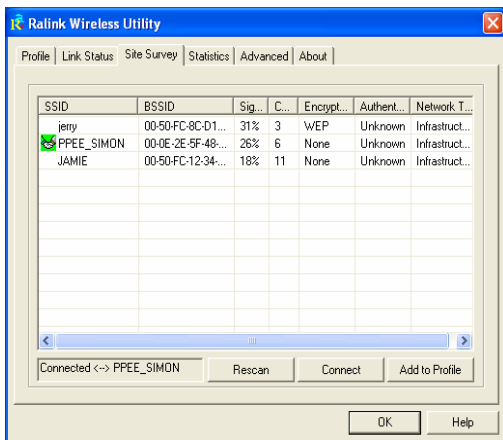 Ralink Wireless Utility
Profile Link Status Site Survey Statistics Advanced About
SSID BSSID Sig... C... Encrypt... Authent... Network T...
jerry 00-50-FC-8C-D1... 31% 3 WEP Unknown Infrastruct...
PPEE_SIMON 00-0E-2E-5F-48-... 26% 6 None Unknown Infrastruct...
JAMIE 00-50-FC-12-34-... 18% 11 None Unknown Infrastruct...
Connected <--> PPEE_SIMON Rescan Connect Add to Profile
OK Help